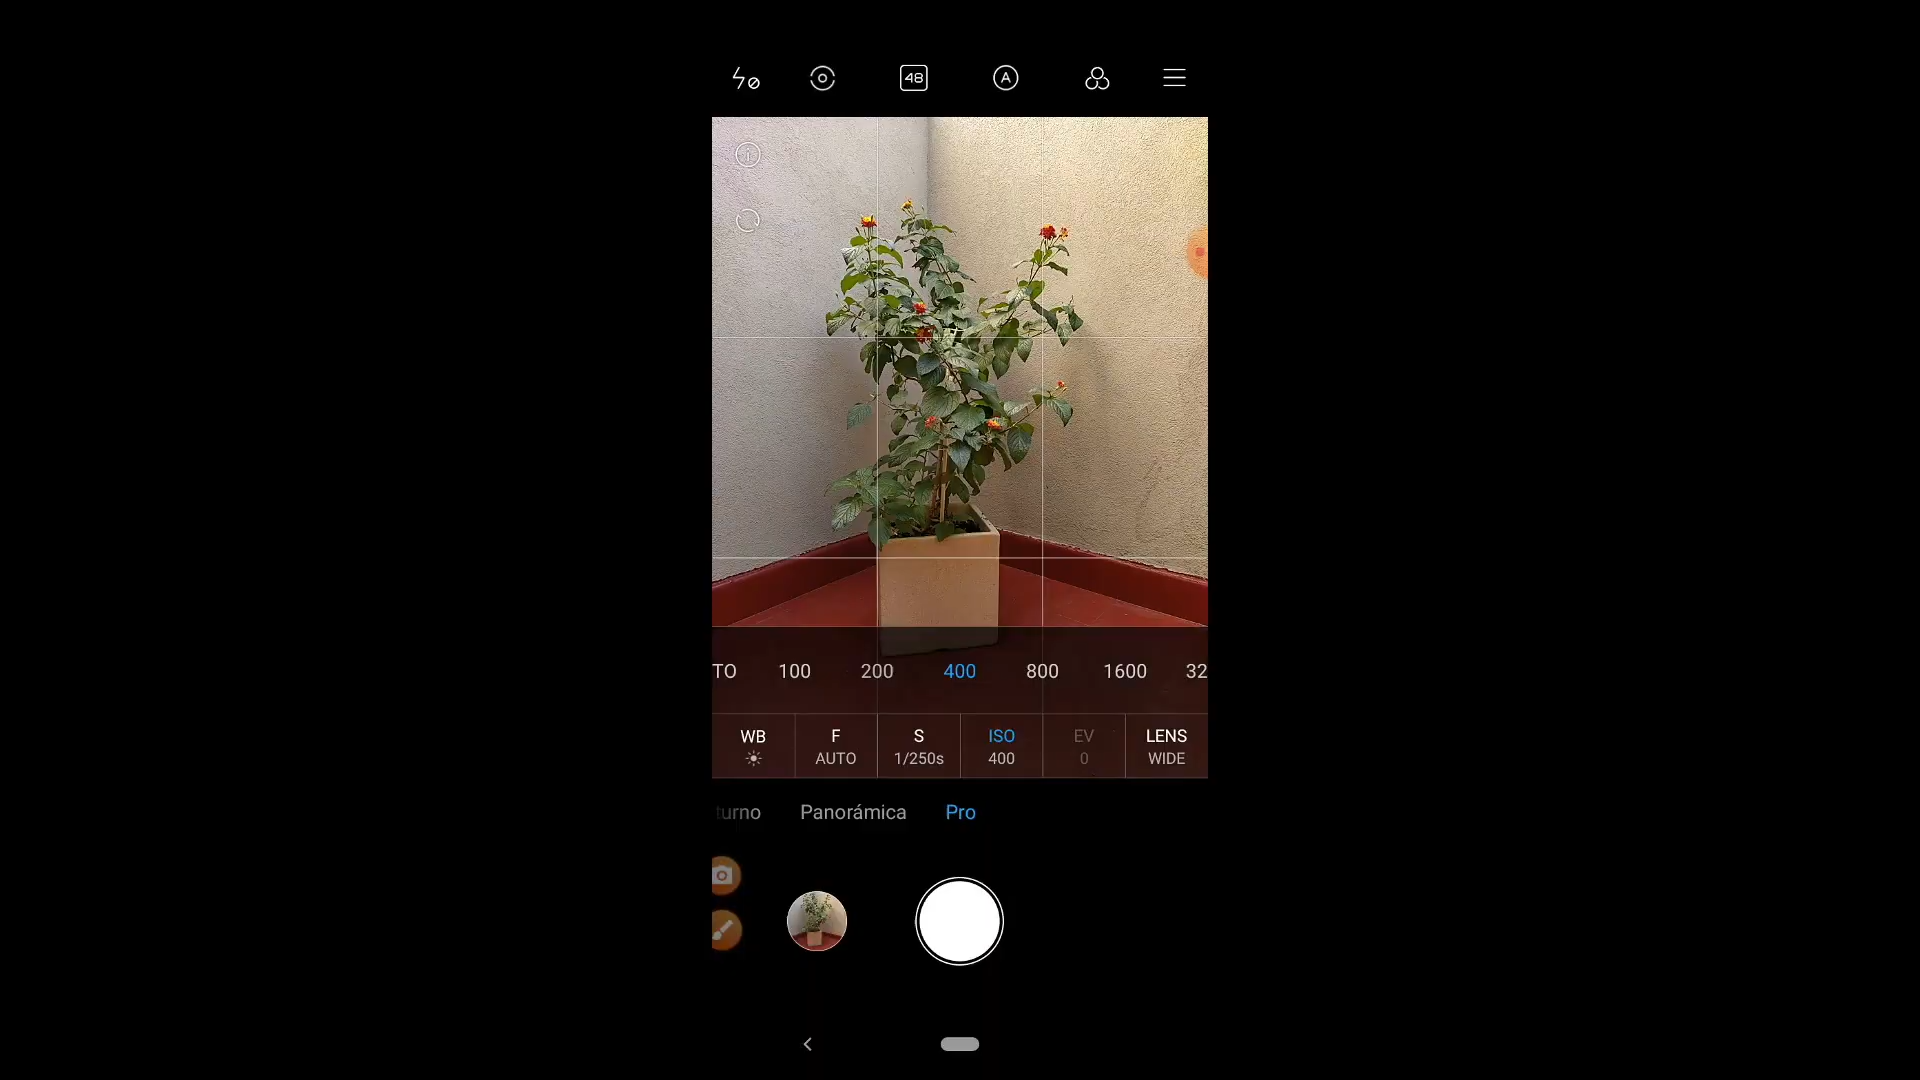 48 A
TO 100 200 400 800 1600 32
WB F S ISO EV LENS
AUTO 1/250s 400 0 WIDE
turno Panorámica Pro